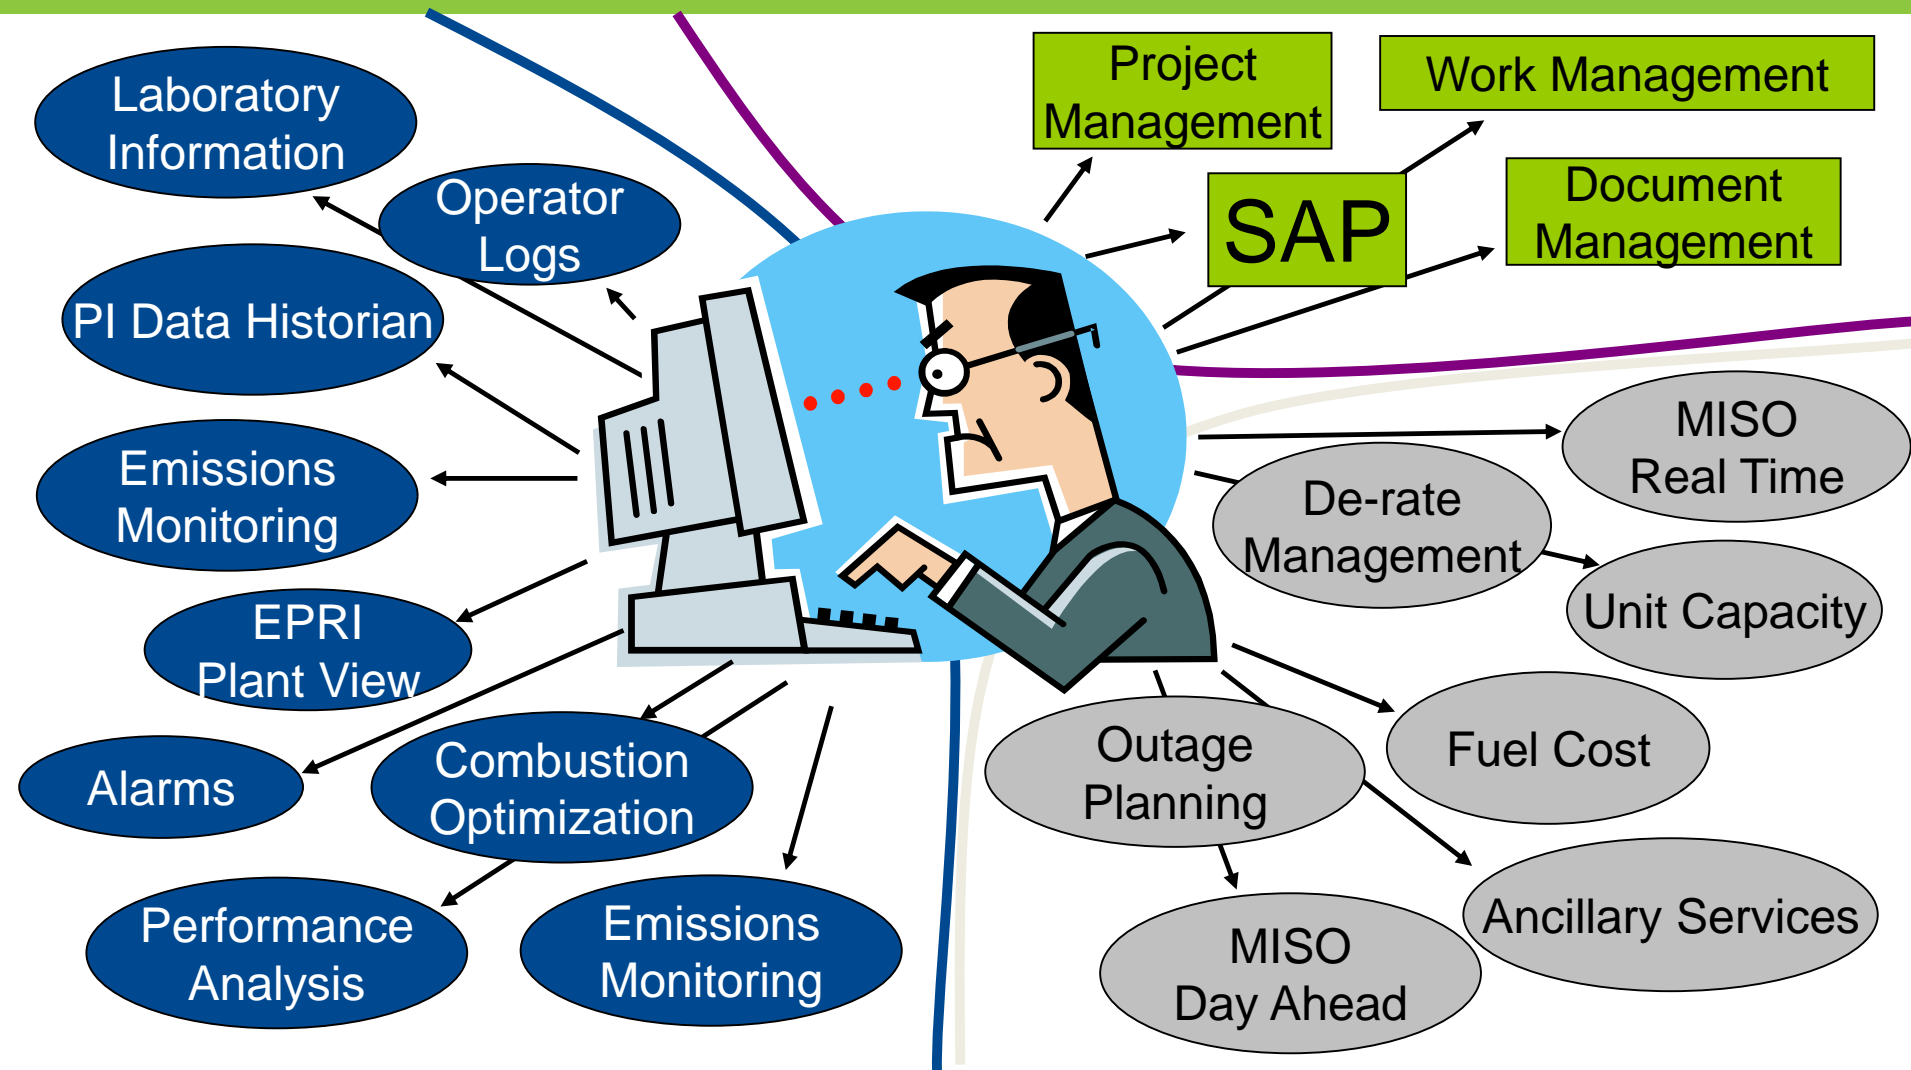 Laboratory
Information
Operator
Logs
PI Data Historian
Emissions
Monitoring
EPRI
Plant View
Alarms
Combustion
Optimization
Performance
Analysis
Emissions
Monitoring
Project
Management
Work Management
SAP
Document
Management
MISO
Real Time
De-rate
Management
Unit Capacity
Outage
Planning
Fuel Cost
Ancillary Services
MISO
Day Ahead